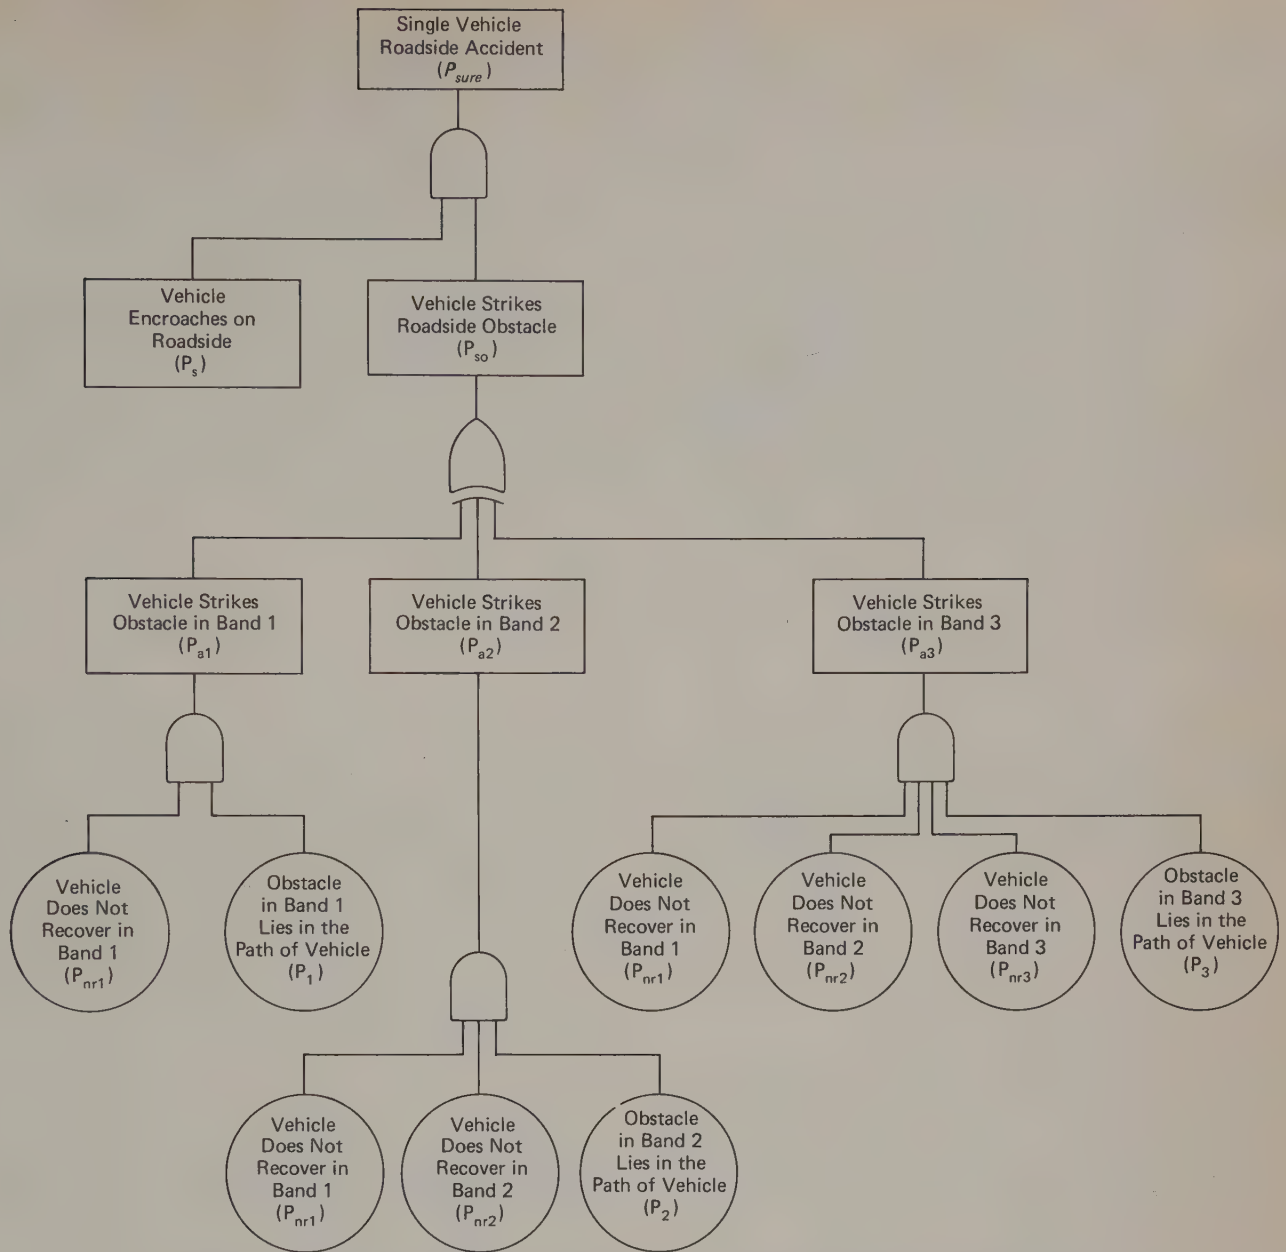 Single Vehicle
Roadside Accident
(P_sure)
Vehicle
Encroaches on
Roadside
(P_s)
Vehicle Strikes
Roadside Obstacle
(P_so)
Vehicle Strikes
Obstacle in Band 1
(P_a1)
Vehicle Strikes
Obstacle in Band 2
(P_a2)
Vehicle Strikes
Obstacle in Band 3
(P_a3)
Vehicle
Does Not
Recover in
Band 1
(P_nr1)
Obstacle
in Band 1
Lies in the
Path of Vehicle
(P_1)
Vehicle
Does Not
Recover in
Band 1
(P_nr1)
Vehicle
Does Not
Recover in
Band 2
(P_nr2)
Vehicle
Does Not
Recover in
Band 3
(P_nr3)
Obstacle
in Band 3
Lies in the
Path of Vehicle
(P_3)
Vehicle
Does Not
Recover in
Band 1
(P_nr1)
Vehicle
Does Not
Recover in
Band 2
(P_nr2)
Obstacle
in Band 2
Lies in the
Path of Vehicle
(P_2)